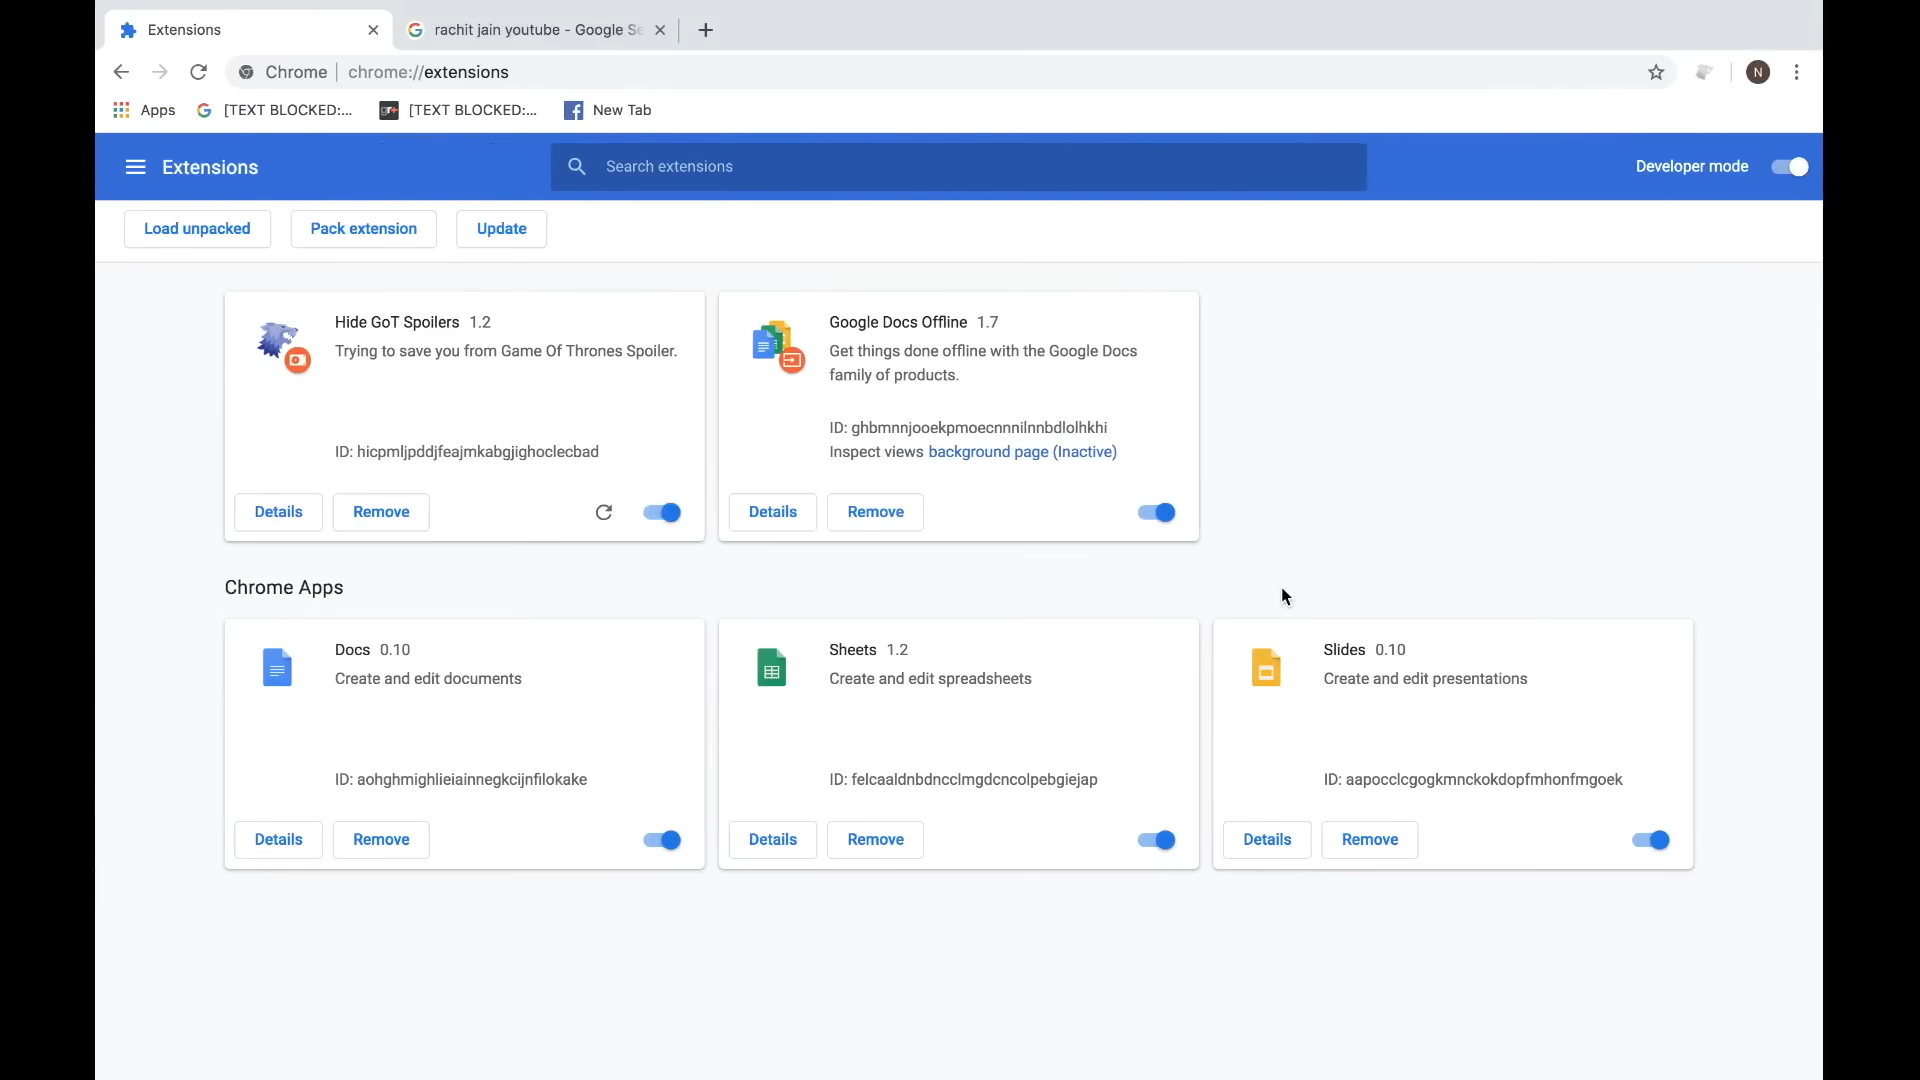 Extensions
rachit jain youtube - Google Se
Chrome
chrome://extensions
N
Apps
[TEXT BLOCKED:...
gr+
[TEXT BLOCKED:...
New Tab
Extensions
Search extensions
Developer mode
Load unpacked
Pack extension
Update
Hide GoT Spoilers 1.2
Trying to save you from Game Of Thrones Spoiler.
ID: hicpmljpddjfeajmkabgjighoclecbad
Details
Remove
Google Docs Offline 1.7
Get things done offline with the Google Docs
family of products.
ID: ghbmnnjooekpmoecnnnilnnbdlolhkhi
Inspect views background page (Inactive)
Details
Remove
Chrome Apps
Docs 0.10
Create and edit documents
ID: aohghmighlieiainnegkcijnfilokake
Details
Remove
Sheets 1.2
Create and edit spreadsheets
ID: felcaaldnbdncclmgdcncolpebgiejap
Details
Remove
Slides 0.10
Create and edit presentations
ID: aapocclcgogkmnckokdopfmhonfmgoek
Details
Remove